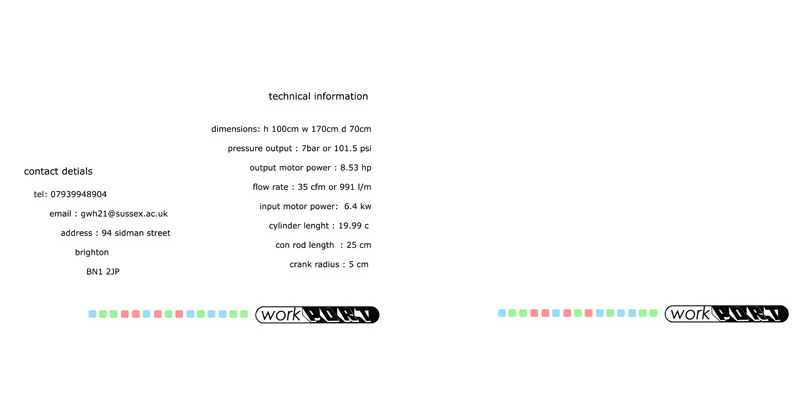 technical information
dimensions: h 100cm w 170cm d 70cm
pressure output : 7bar or 101.5 psi
output motor power : 8.53 hp
flow rate : 35 cfm or 991 l/m
input motor power: 6.4 kw
cylinder lenght : 19.99 c
con rod length : 25 cm
crank radius : 5 cm
contact detials
tel: 07939948904
email : gwh21@sussex.ac.uk
address : 94 sidman street
brighton
BN1 2JP
work PORT
work PORT